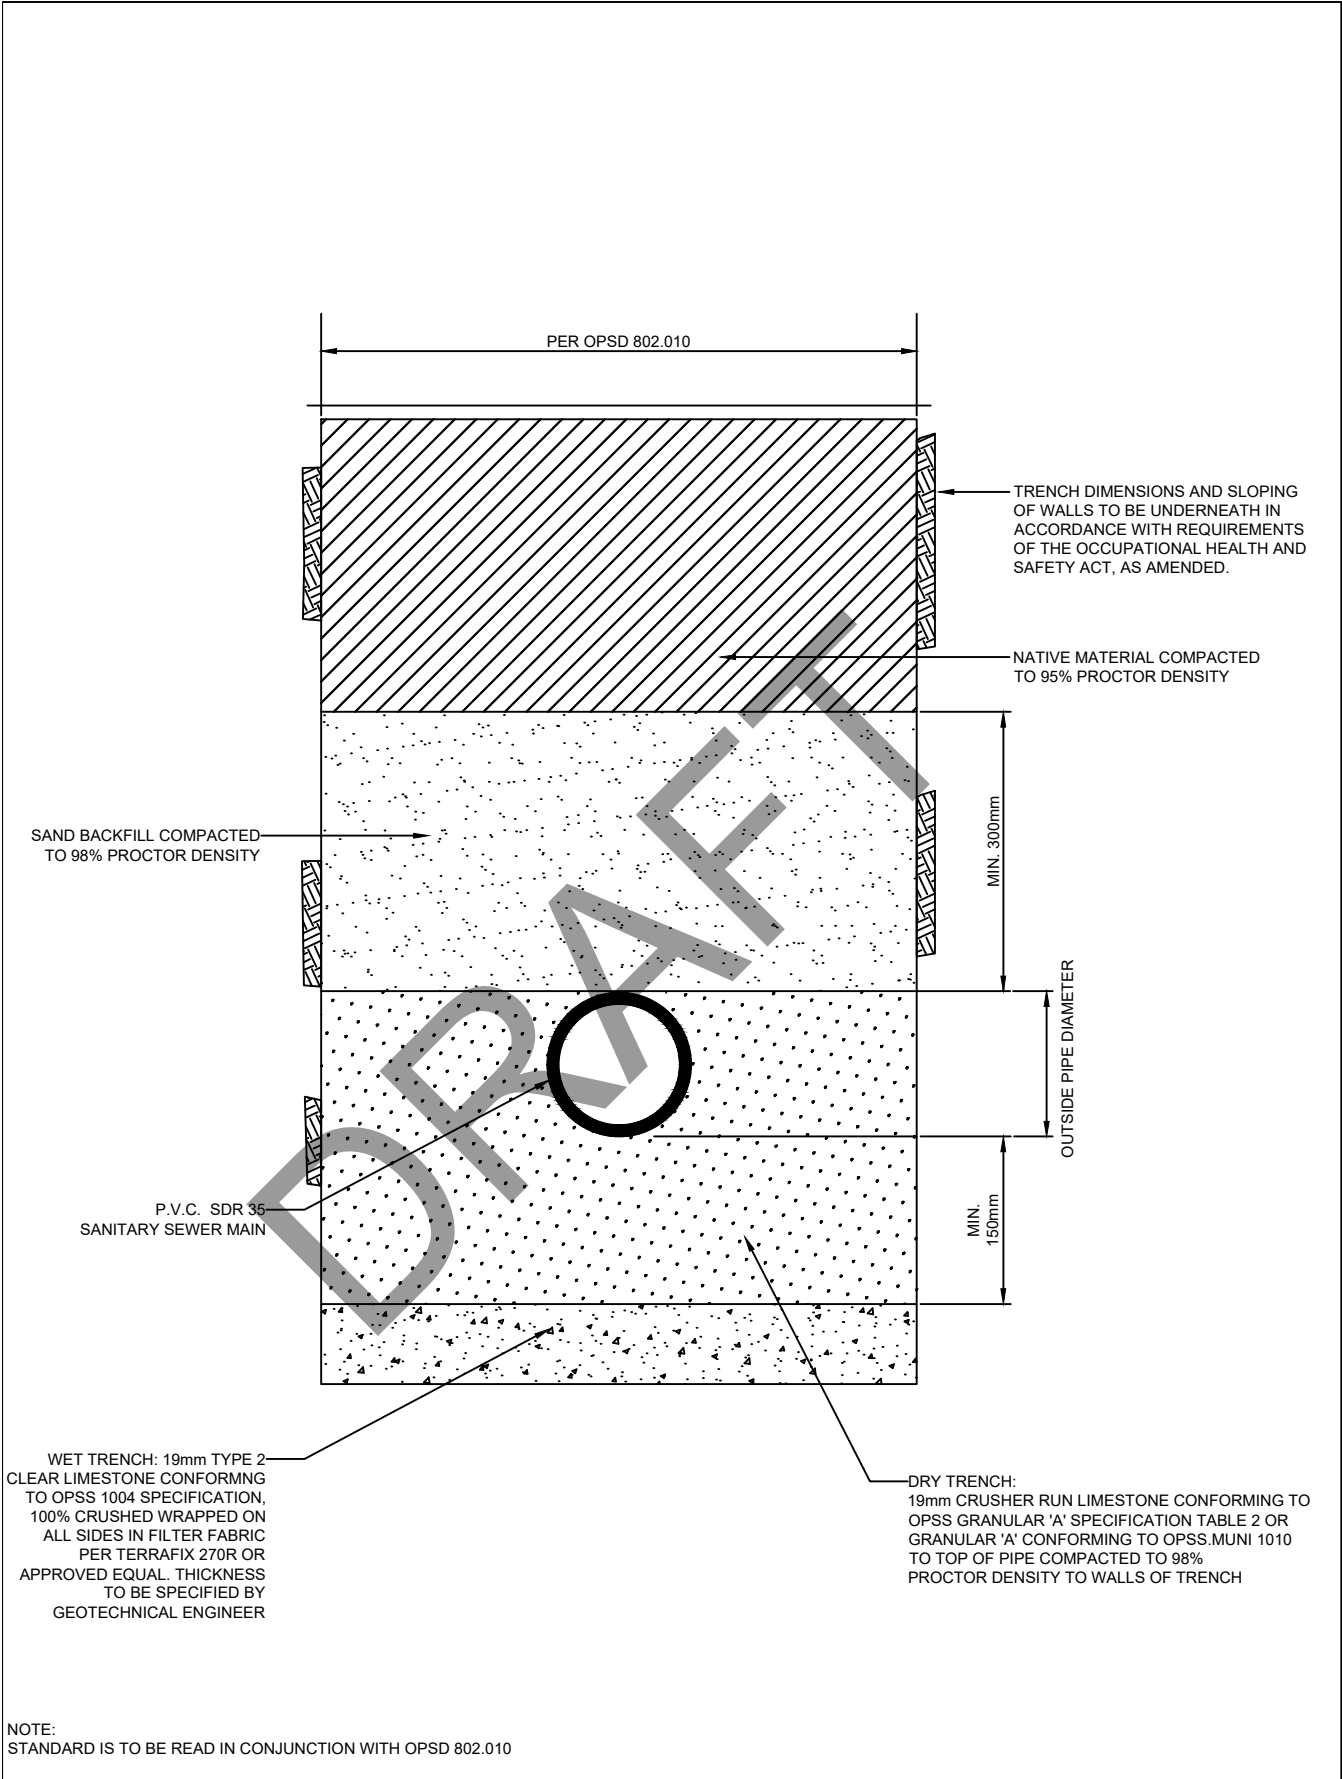 PER OPSD 802.010
TRENCH DIMENSIONS AND SLOPING
OF WALLS TO BE UNDERNEATH IN
ACCORDANCE WITH REQUIREMENTS
OF THE OCCUPATIONAL HEALTH AND
SAFETY ACT, AS AMENDED.
NATIVE MATERIAL COMPACTED
TO 95% PROCTOR DENSITY
MIN. 300mm
SAND BACKFILL COMPACTED
TO 98% PROCTOR DENSITY
OUTSIDE PIPE DIAMETER
DRAFT
P.V.C. SDR 35
SANITARY SEWER MAIN
MIN.
150mm
WET TRENCH: 19mm TYPE 2
CLEAR LIMESTONE CONFORMNG
TO OPSS 1004 SPECIFICATION,
100% CRUSHED WRAPPED ON
ALL SIDES IN FILTER FABRIC
PER TERRAFIX 270R OR
APPROVED EQUAL. THICKNESS
TO BE SPECIFIED BY
GEOTECHNICAL ENGINEER
DRY TRENCH:
19mm CRUSHER RUN LIMESTONE CONFORMING TO
OPSS GRANULAR 'A' SPECIFICATION TABLE 2 OR
GRANULAR 'A' CONFORMING TO OPSS.MUNI 1010
TO TOP OF PIPE COMPACTED TO 98%
PROCTOR DENSITY TO WALLS OF TRENCH
NOTE:
STANDARD IS TO BE READ IN CONJUNCTION WITH OPSD 802.010